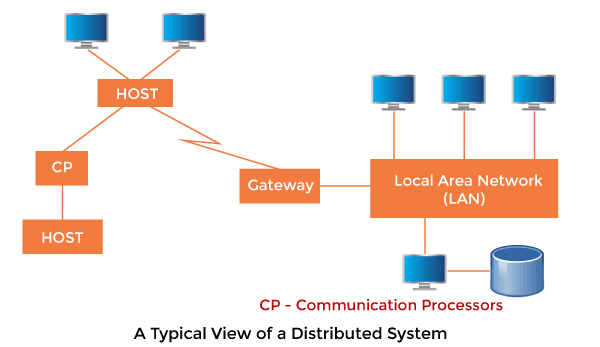 HOST
CP
HOST
Gateway
Local Area Network
(LAN)
CP - Communication Processors
A Typical View of a Distributed System